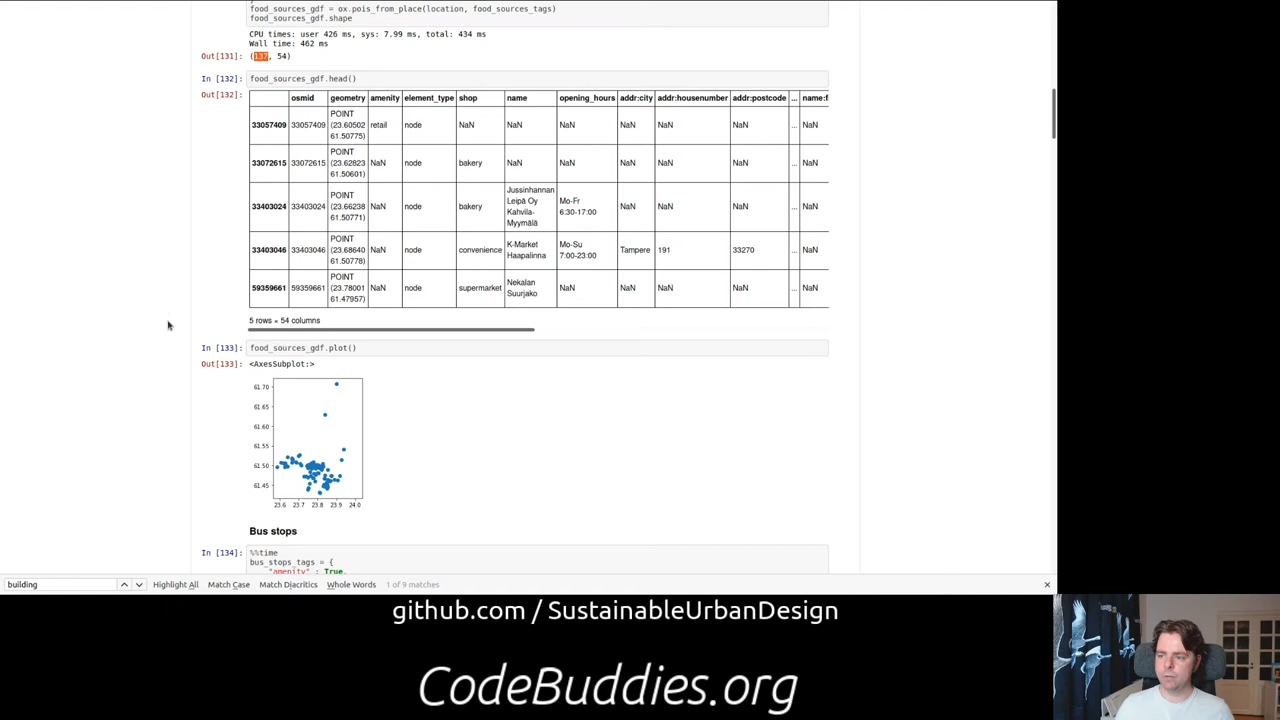 food_sources_gdf = ox.pois_from_place(location, food_sources_tags)
food_sources_gdf.shape
CPU times: user 426 ms, sys: 7.99 ms, total: 434 ms
Wall time: 462 ms
Out[131]: (137, 54)
In [132]: food_sources_gdf.head()
Out[132]:
osmid geometry amenity element_type shop name opening_hours addr:city addr:housenumber addr:postcode ... name:f
33057409 33057409 POINT (23.60502 61.50775) retail node NaN NaN NaN NaN NaN NaN ... NaN
33072615 33072615 POINT (23.62823 61.50601) NaN node bakery NaN NaN NaN NaN NaN ... NaN
33403024 33403024 POINT (23.66238 61.50771) NaN node bakery Jussinhannan Leipä Oy Kahvila-Myymälä Mo-Fr 6:30-17:00 NaN NaN NaN ... NaN
33403046 33403046 POINT (23.68640 61.50778) NaN node convenience K-Market Haapalinna Mo-Su 7:00-23:00 Tampere 191 33270 ... NaN
59359661 59359661 POINT (23.78001 61.47957) NaN node supermarket Nekalan Suurjako NaN NaN NaN NaN ... NaN
5 rows × 54 columns
In [133]: food_sources_gdf.plot()
Out[133]: <AxesSubplot:>
61.70
61.65
61.60
61.55
61.50
61.45
23.6 23.7 23.8 23.9 24.0
Bus stops
In [134]: %%time
bus_stops_tags = {
"amenity" : True,
building Highlight All Match Case Match Diacritics Whole Words 1 of 9 matches
github.com / SustainableUrbanDesign
CodeBuddies.org